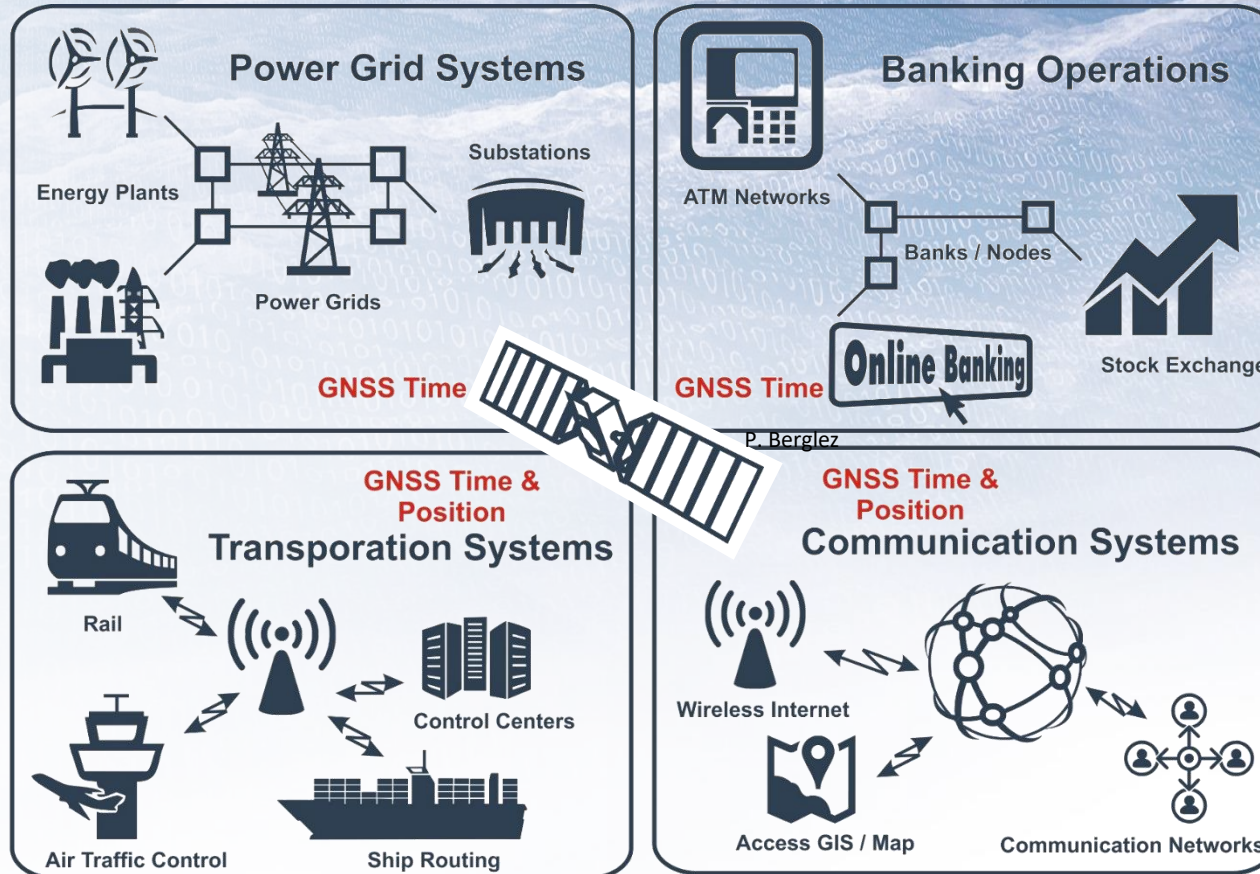 Power Grid Systems
Energy Plants
Substations
Power Grids
GNSS Time
Banking Operations
ATM Networks
Banks / Nodes
Online Banking
Stock Exchange
GNSS Time
P. Berglez
GNSS Time &
Position
Transporation Systems
Rail
Control Centers
Air Traffic Control
Ship Routing
GNSS Time &
Position
Communication Systems
Wireless Internet
Access GIS / Map
Communication Networks